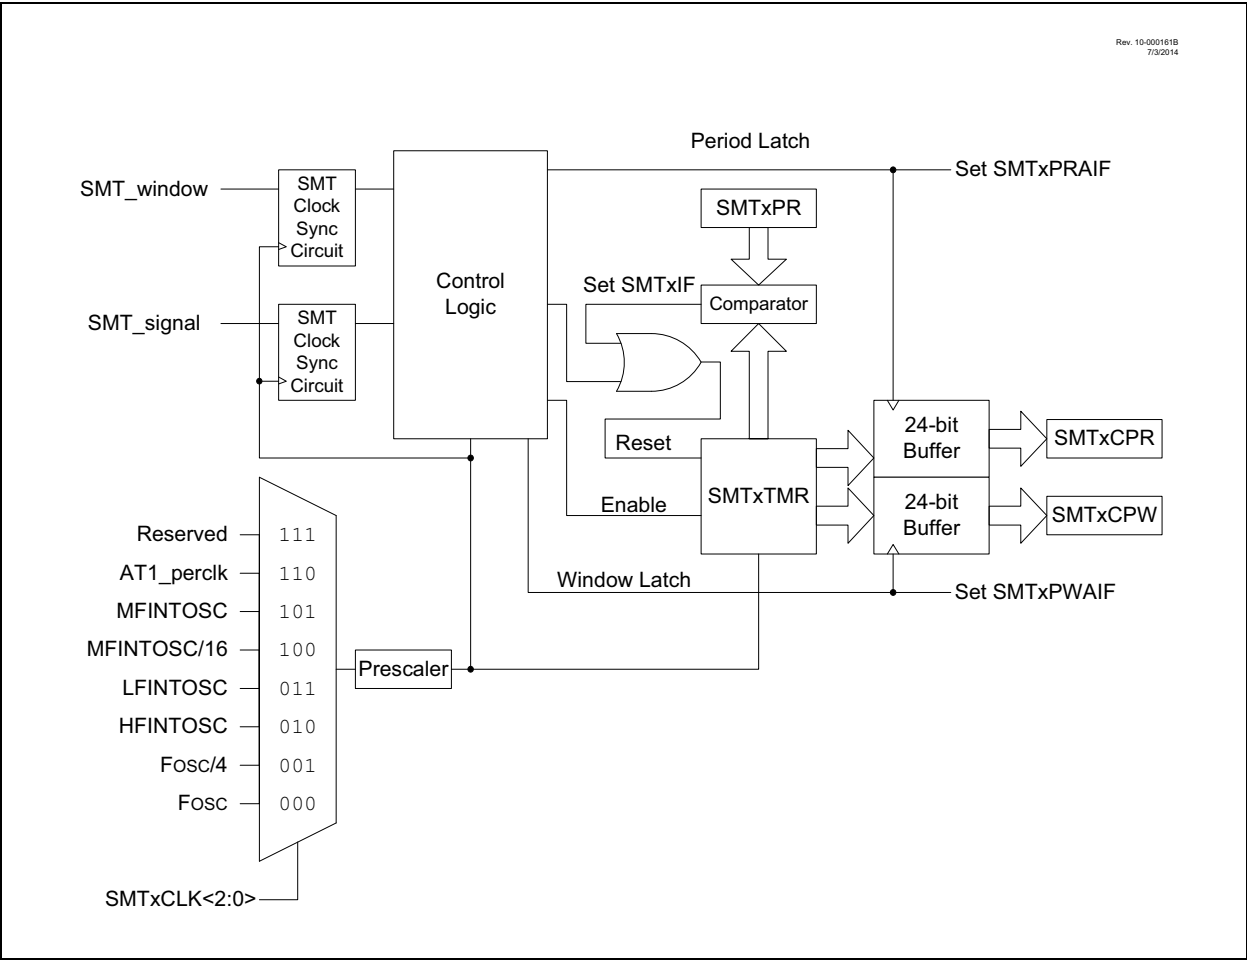 Rev. 10-000161B
7/3/2014
Period Latch
Set SMTxPRAIF
SMT_window
SMT
Clock
Sync
Circuit
SMTxPR
Control
Logic
Set SMTxIF
Comparator
SMT_signal
SMT
Clock
Sync
Circuit
Reset
24-bit
Buffer
SMTxCPR
SMTxTMR
Enable
24-bit
Buffer
SMTxCPW
Window Latch
Set SMTxPWAIF
Reserved 111
AT1_perclk 110
MFINTOSC 101
MFINTOSC/16 100
Prescaler
LFINTOSC 011
HFINTOSC 010
FOSC/4 001
FOSC 000
SMTxCLK<2:0>